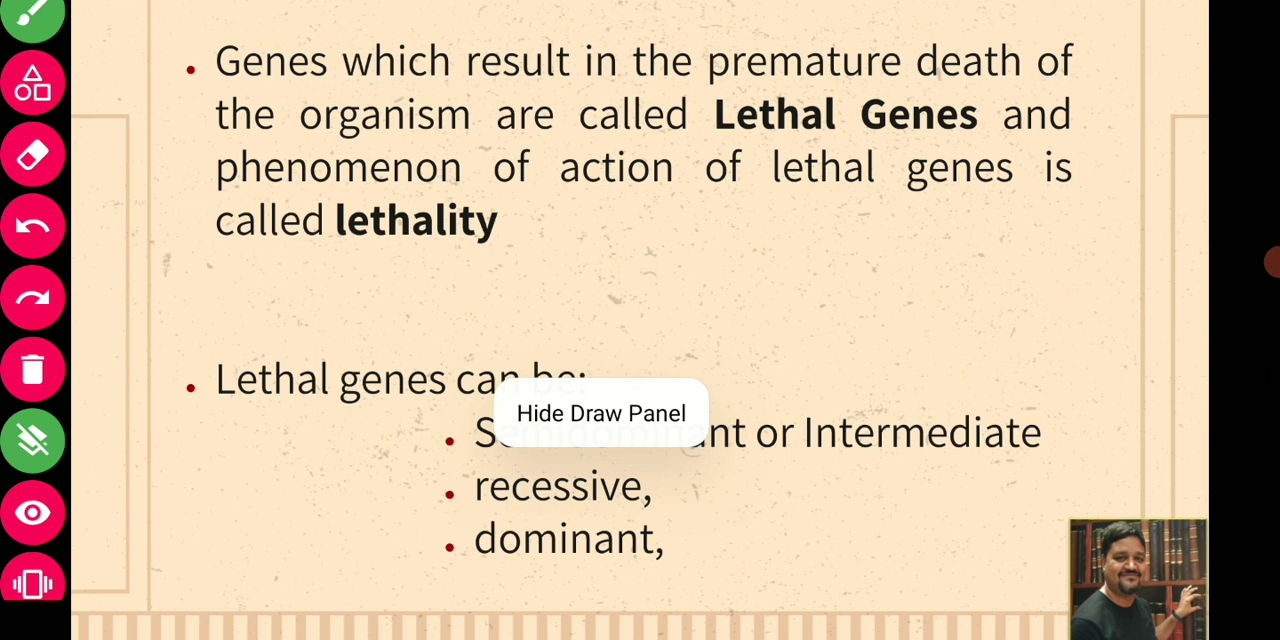 Genes which result in the premature death of
the organism are called Lethal Genes and
phenomenon of action of lethal genes is
called lethality
Lethal genes can be:
Hide Draw Panel
Semidominant or Intermediate
recessive,
dominant,